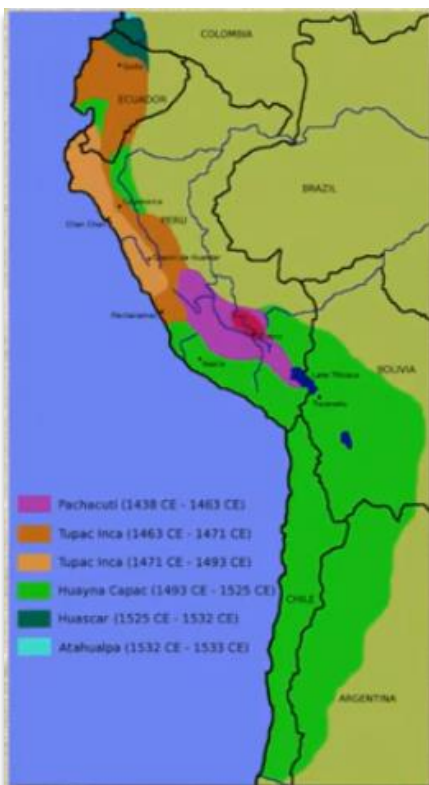 COLOMBIA
Quito
ECUADOR
BRAZIL
Cajamarca
PERU
Chan Chan
Pachacamac
Nazca
Lake Titicaca
BOLIVIA
Pachacuti (1438 CE - 1463 CE)
Tupac Inca (1463 CE - 1471 CE)
Tupac Inca (1471 CE - 1493 CE)
Huayna Capac (1493 CE - 1525 CE)
Huascar (1525 CE - 1532 CE)
CHILE
Atahualpa (1532 CE - 1533 CE)
ARGENTINA